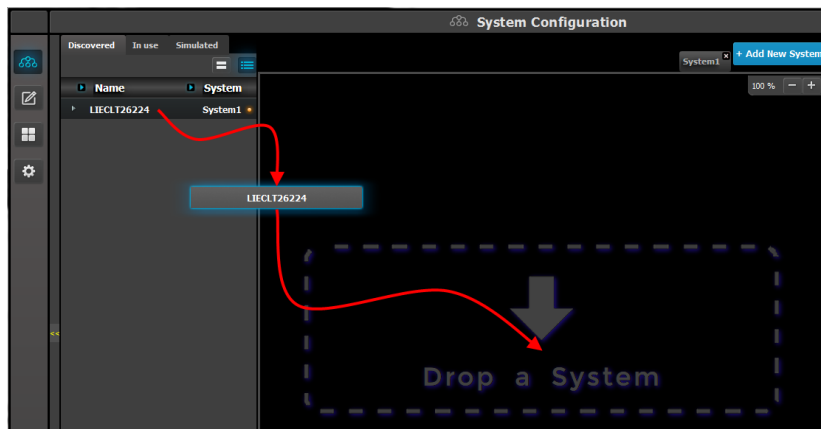 System Configuration
Discovered In use Simulated
System1 x + Add New System
Name System
100 % − +
LIECLT26224 System1
LIECLT26224
<<
Drop a System